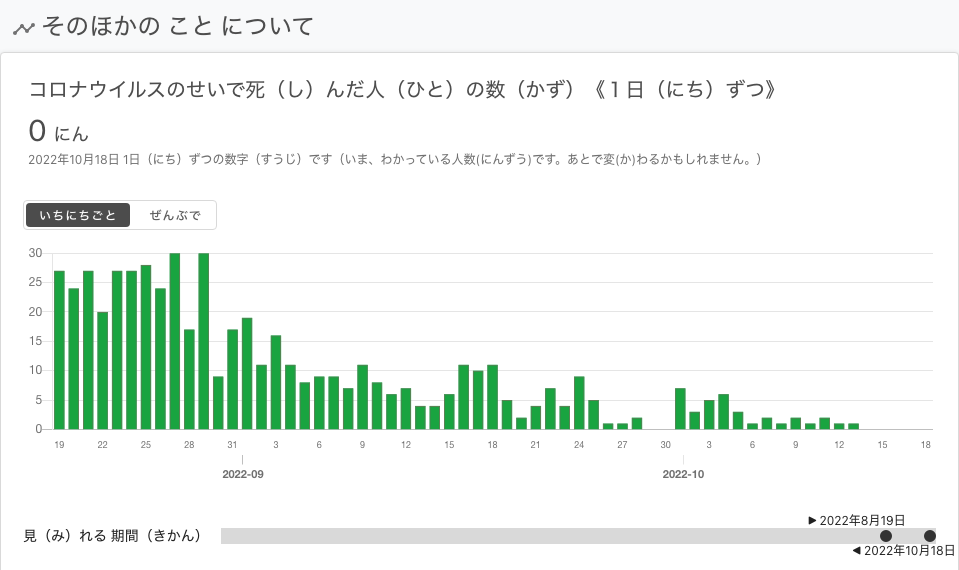 そのほかの こと について
コロナウイルスのせいで死（し）んだ人（ひと）の数（かず）《１日（にち）ずつ》
0 にん
2022年10月18日 1日（にち）ずつの数字（すうじ）です（いま、わかっている人数(にんずう)です。あとで変(か)わるかもしれません。）
いちにちごと ぜんぶで
30
25
20
15
10
5
0
19 22 25 28 31 3 6 9 12 15 18 21 24 27 30 3 6 9 12 15 18
2022-09 2022-10
▶ 2022年8月19日
見（み）れる 期間（きかん）
◀ 2022年10月18日